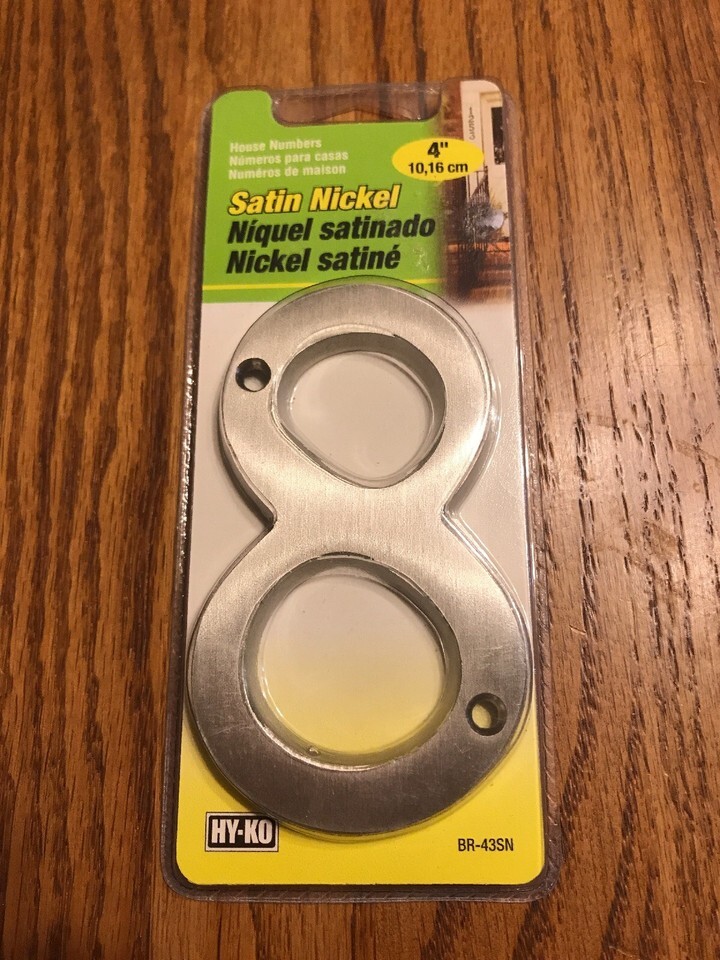 House Numbers
Números para casas
Numéros de maison
4"
10,16 cm
Satin Nickel
Níquel satinado
Nickel satiné
8
HY-KO
BR-43SN